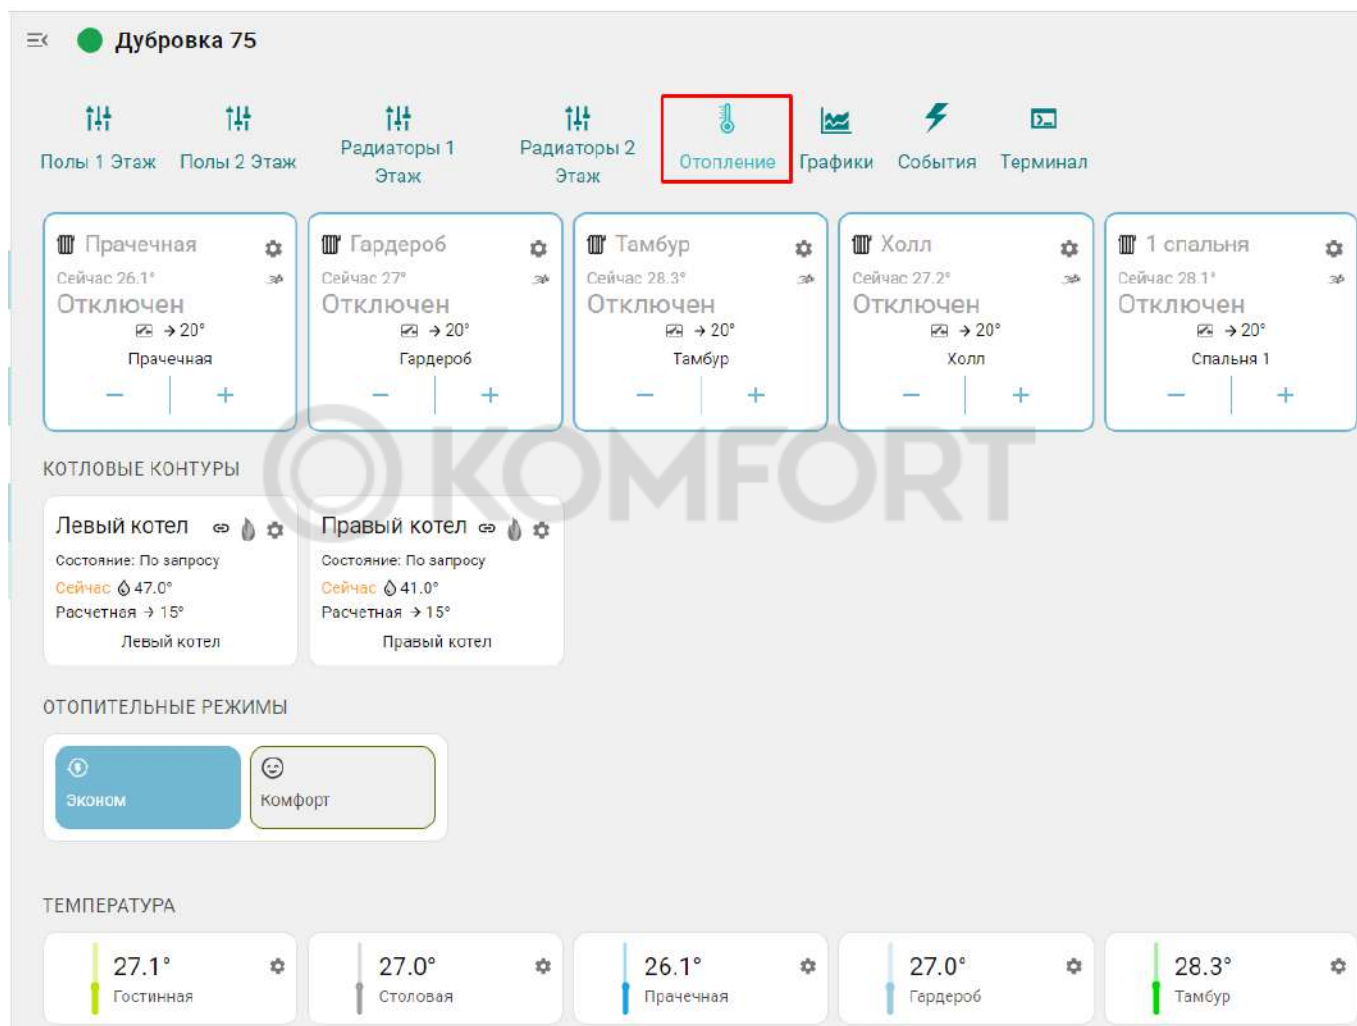 Дубровка 75
Полы 1 Этаж
Полы 2 Этаж
Радиаторы 1
Этаж
Радиаторы 2
Этаж
Отопление
Графики
События
Терминал
Прачечная
Сейчас 26.1°
Отключен
→ 20°
Прачечная
− +
Гардероб
Сейчас 27°
Отключен
→ 20°
Гардероб
− +
Тамбур
Сейчас 28.3°
Отключен
→ 20°
Тамбур
− +
Холл
Сейчас 27.2°
Отключен
→ 20°
Холл
− +
1 спальня
Сейчас 28.1°
Отключен
→ 20°
Спальня 1
− +
KOMFORT
КОТЛОВЫЕ КОНТУРЫ
Левый котел
Состояние: По запросу
Сейчас 47.0°
Расчетная → 15°
Левый котел
Правый котел
Состояние: По запросу
Сейчас 41.0°
Расчетная → 15°
Правый котел
ОТОПИТЕЛЬНЫЕ РЕЖИМЫ
Эконом
Комфорт
ТЕМПЕРАТУРА
27.1°
Гостинная
27.0°
Столовая
26.1°
Прачечная
27.0°
Гардероб
28.3°
Тамбур